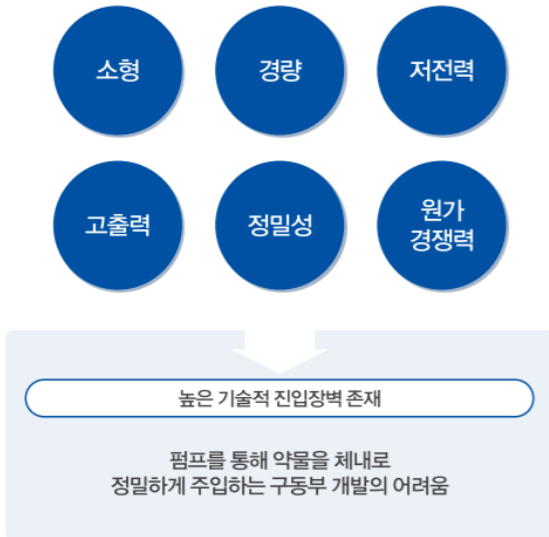 소형
경량
저전력
고출력
정밀성
원가
경쟁력
높은 기술적 진입장벽 존재
펌프를 통해 약물을 체내로
정밀하게 주입하는 구동부 개발의 어려움